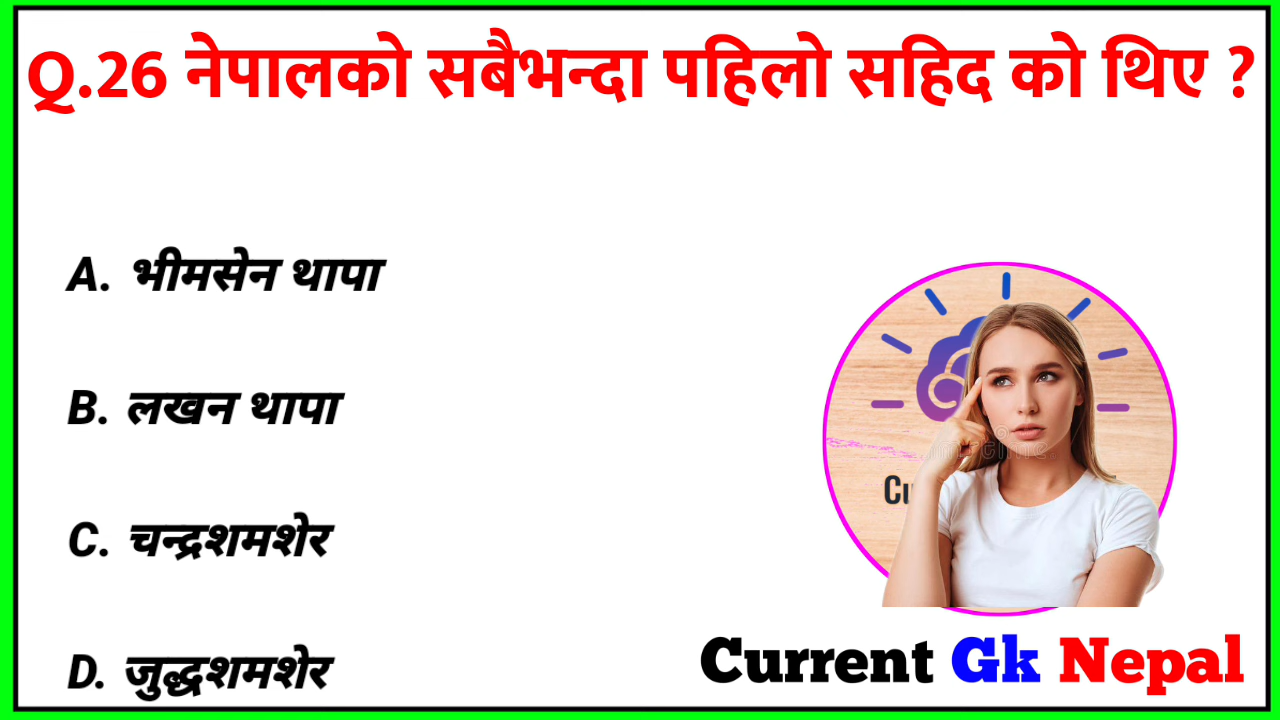 Q.26 नेपालको सबैभन्दा पहिलो सहिद को थिए ?
A. भीमसेन थापा
B. लखन थापा
C. चन्द्रशमशेर
D. जुद्धशमशेर
Current Gk Nepal